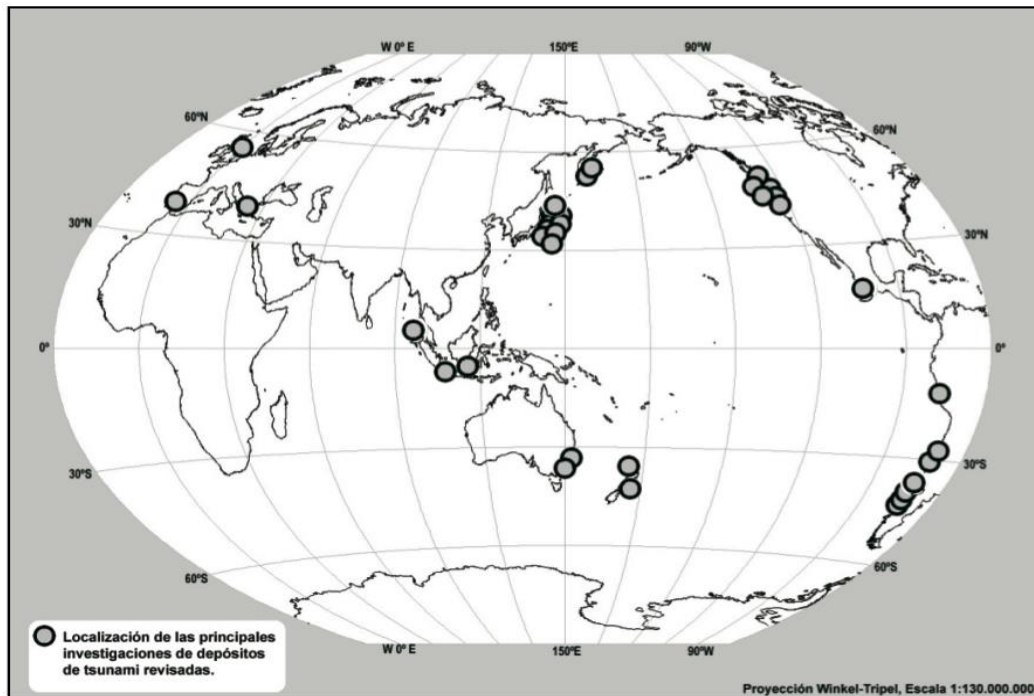 W 0º E 150ºE 90ºW
60ºN 60ºN
30ºN 30ºN
0º 0º
30ºS 30ºS
60ºS 60ºS
W 0º E 150ºE 90ºW
Localización de las principales
investigaciones de depósitos
de tsunami revisadas.
Proyección Winkel-Tripel, Escala 1:130.000.000